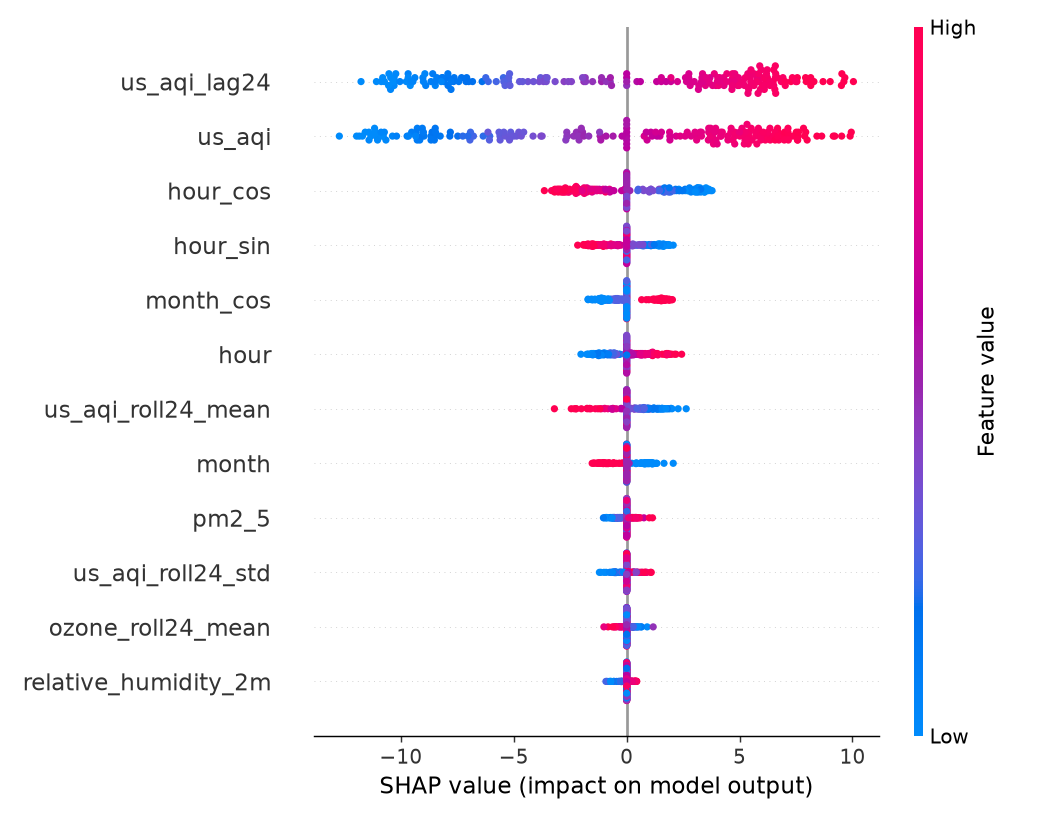 High
us_aqi_lag24
us_aqi
hour_cos
hour_sin
month_cos
hour
us_aqi_roll24_mean
month
pm2_5
us_aqi_roll24_std
ozone_roll24_mean
relative_humidity_2m
Feature value
Low
−10 −5 0 5 10
SHAP value (impact on model output)